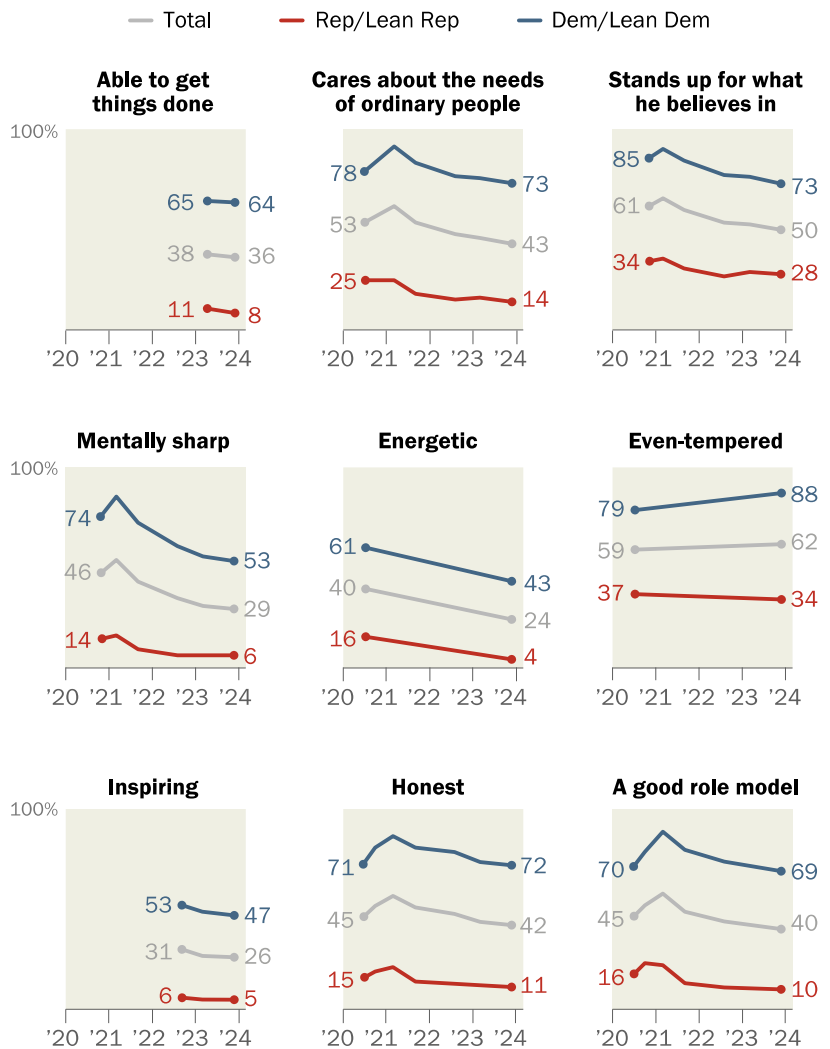 Total Rep/Lean Rep Dem/Lean Dem
Able to get
things done
100%
65 64
38 36
11 8
'20 '21 '22 '23 '24
Cares about the needs
of ordinary people
78 73
53 43
25 14
'20 '21 '22 '23 '24
Stands up for what
he believes in
85 73
61 50
34 28
'20 '21 '22 '23 '24
Mentally sharp
100%
74 53
46 29
14 6
'20 '21 '22 '23 '24
Energetic
61 43
40 24
16 4
'20 '21 '22 '23 '24
Even-tempered
79 88
59 62
37 34
'20 '21 '22 '23 '24
Inspiring
100%
53 47
31 26
6 5
'20 '21 '22 '23 '24
Honest
71 72
45 42
15 11
'20 '21 '22 '23 '24
A good role model
70 69
45 40
16 10
'20 '21 '22 '23 '24